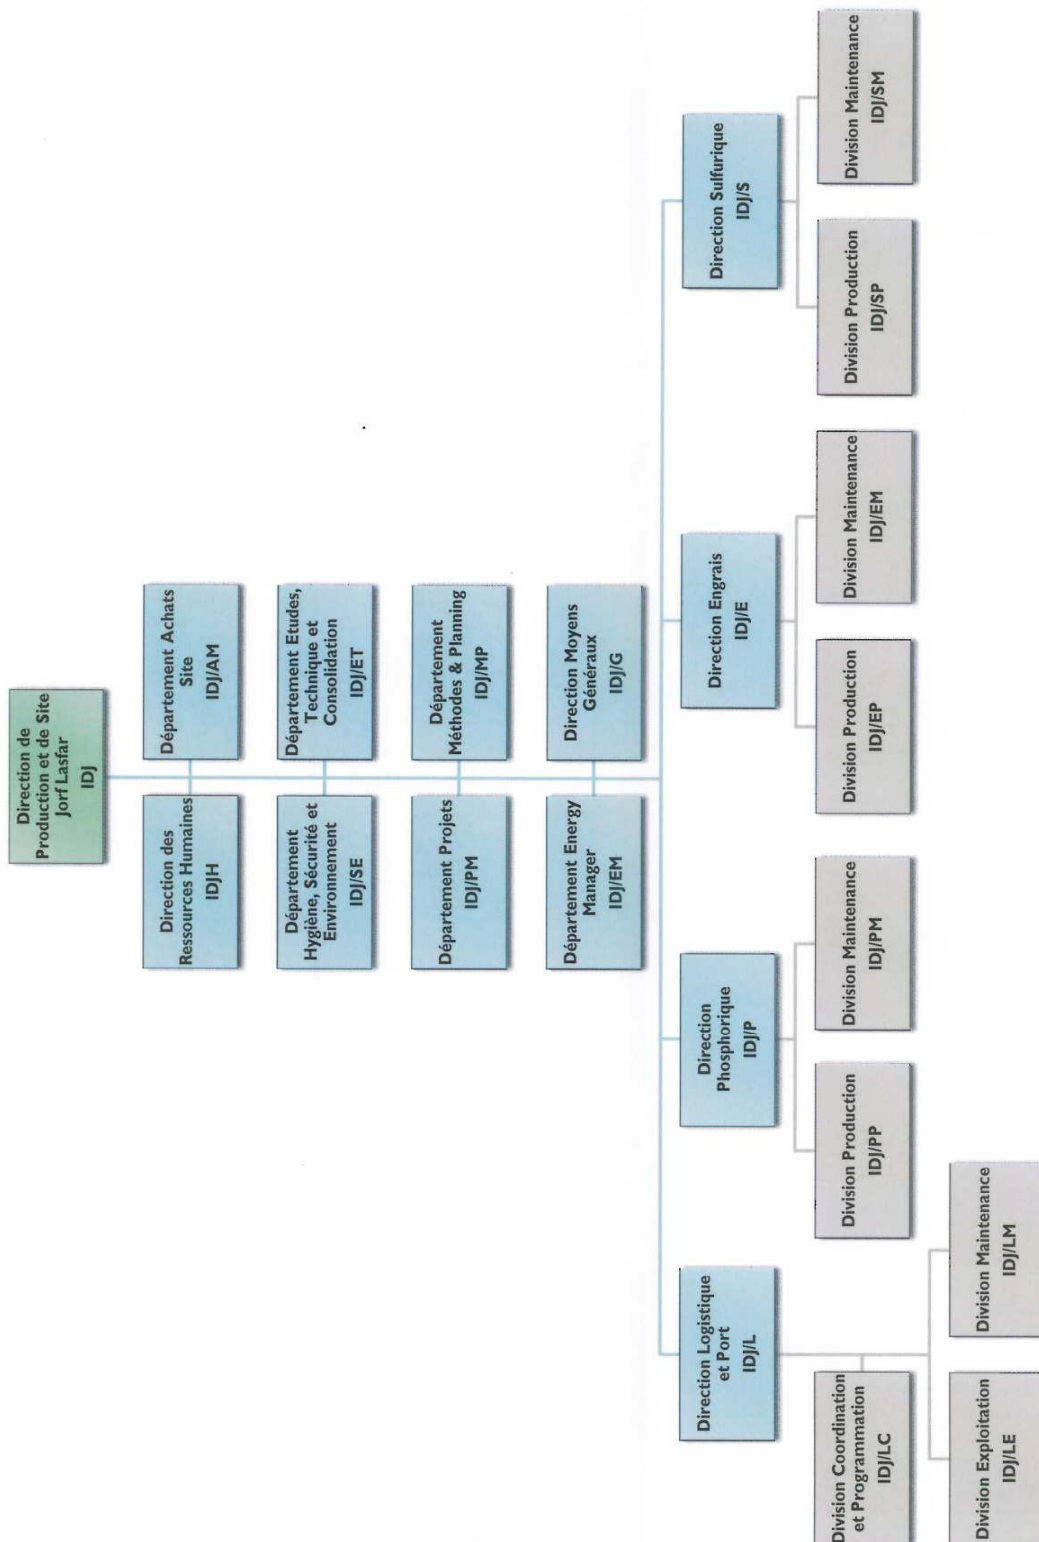 Direction de
Production et de Site
Jorf Lasfar
IDJ
Direction des
Ressources Humaines
IDJH
Département Achats
Site
IDJ/AM
Département
Hygiène, Sécurité et
Environnement
IDJ/SE
Département Etudes,
Technique et
Consolidation
IDJ/ET
Département Projets
IDJ/PM
Département
Méthodes & Planning
IDJ/MP
Département Energy
Manager
IDJ/EM
Direction Moyens
Généraux
IDJ/G
Direction Logistique
et Port
IDJ/L
Direction
Phosphorique
IDJ/P
Direction Engrais
IDJ/E
Direction Sulfurique
IDJ/S
Division Coordination
et Programmation
IDJ/LC
Division Production
IDJ/PP
Division Maintenance
IDJ/PM
Division Production
IDJ/EP
Division Maintenance
IDJ/EM
Division Production
IDJ/SP
Division Maintenance
IDJ/SM
Division Exploitation
IDJ/LE
Division Maintenance
IDJ/LM